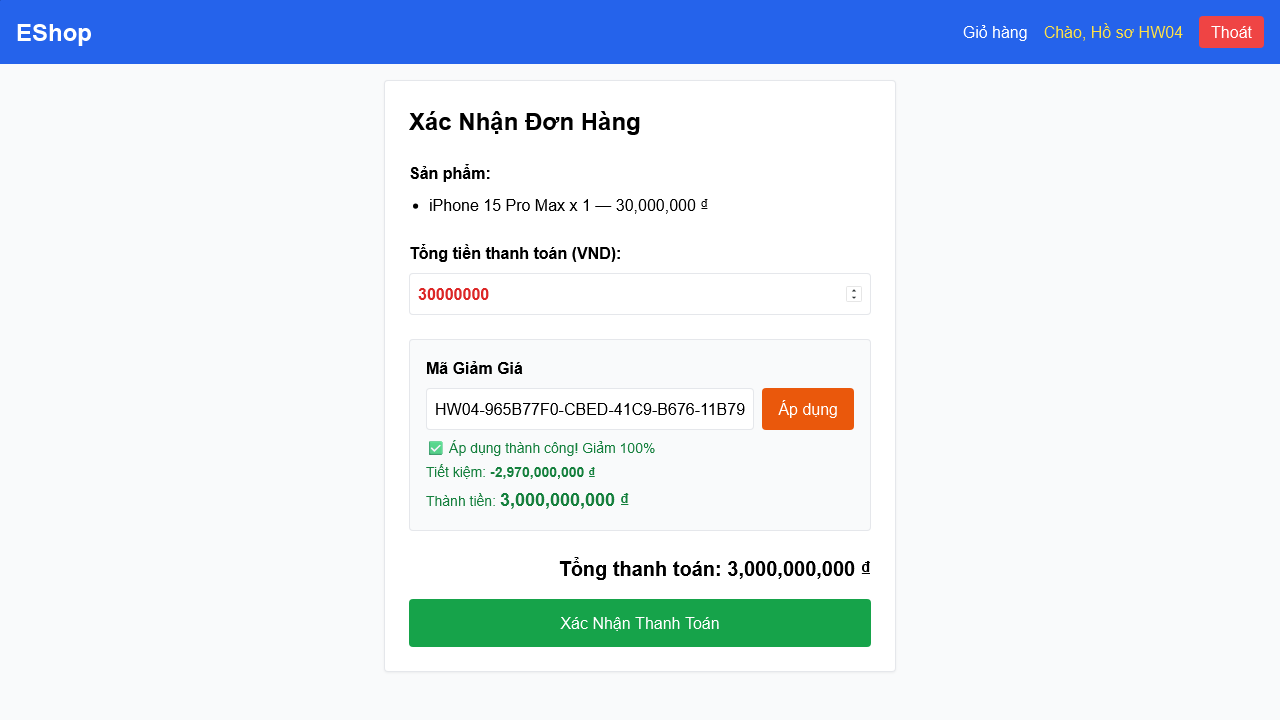 EShop
Giỏ hàng
Chào, Hồ sơ HW04
Thoát
Xác Nhận Đơn Hàng
Sản phẩm:
• iPhone 15 Pro Max x 1 — 30,000,000 ₫
Tổng tiền thanh toán (VND):
30000000
Mã Giảm Giá
HW04-965B77F0-CBED-41C9-B676-11B79
Áp dụng
✅ Áp dụng thành công! Giảm 100%
Tiết kiệm: -2,970,000,000 ₫
Thành tiền: 3,000,000,000 ₫
Tổng thanh toán: 3,000,000,000 ₫
Xác Nhận Thanh Toán